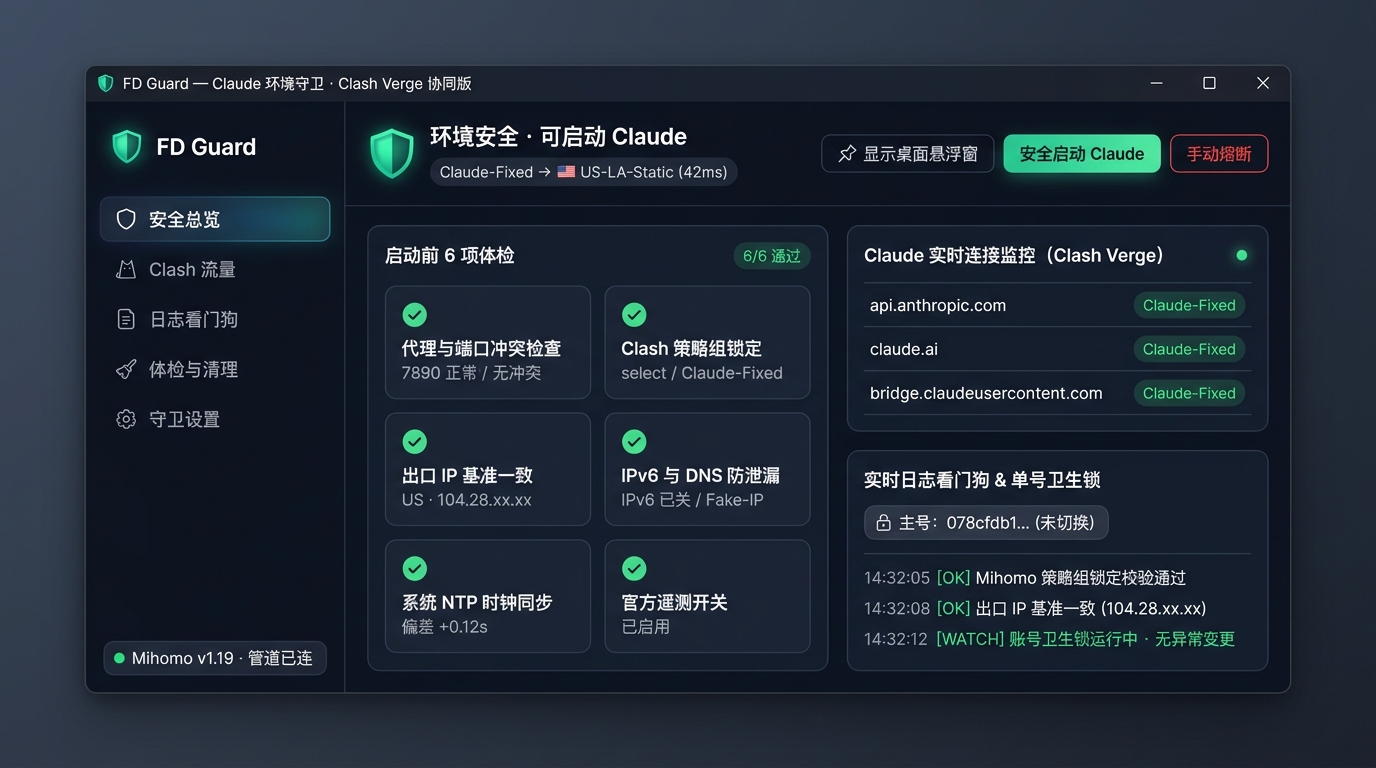 FD Guard — Claude 环境守卫 · Clash Verge 协同版
FD Guard
安全总览
Clash 流量
日志看门狗
体检与清理
守卫设置
Mihomo v1.19 · 管道已连
环境安全 · 可启动 Claude
Claude-Fixed → 🇺🇸 US-LA-Static (42ms)
显示桌面悬浮窗
安全启动 Claude
手动熔断
启动前 6 项体检
6/6 通过
代理与端口冲突检查
7890 正常 / 无冲突
Clash 策略组锁定
select / Claude-Fixed
出口 IP 基准一致
US · 104.28.xx.xx
IPv6 与 DNS 防泄漏
IPv6 已关 / Fake-IP
系统 NTP 时钟同步
偏差 +0.12s
官方遥测开关
已启用
Claude 实时连接监控（Clash Verge）
api.anthropic.com Claude-Fixed
claude.ai Claude-Fixed
bridge.claudeusercontent.com Claude-Fixed
实时日志看门狗 & 单号卫生锁
主号：078cfdb1... (未切换)
14:32:05 [OK] Mihomo 策略组锁定校验通过
14:32:08 [OK] 出口 IP 基准一致 (104.28.xx.xx)
14:32:12 [WATCH] 账号卫生锁运行中 · 无异常变更